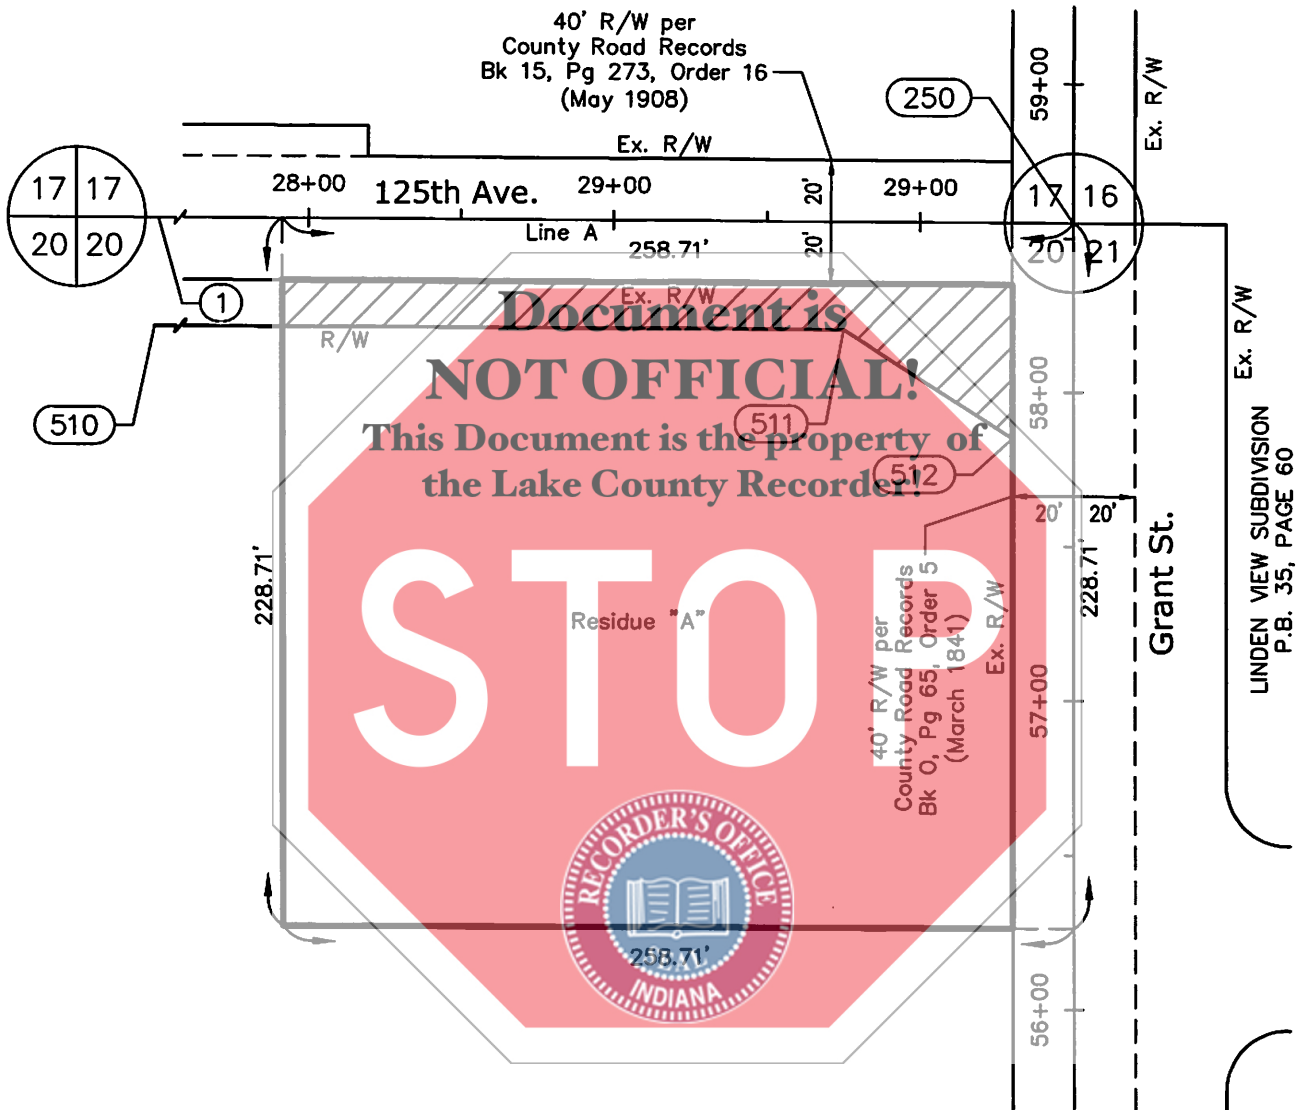 40' R/W per
County Road Records
Bk 15, Pg 273, Order 16
(May 1908)
250
59+00
Ex. R/W
Ex. R/W
17 17
20 20
28+00
125th Ave.
29+00
20'
29+00
17 16
20 21
Line A
258.71'
20'
1
Ex. R/W
R/W
Document is
NOT OFFICIAL!
This Document is the property of
the Lake County Recorder!
510
511
512
58+00
Ex. R/W
20' 20'
228.71'
228.71'
Grant St.
LINDEN VIEW SUBDIVISION
P.B. 35, PAGE 60
STOP
Residue "A"
40' R/W per
County Road Records
Bk O, Pg 65, Order 5
(March 1841)
Ex. R/W
57+00
RECORDER'S OFFICE
SEAL
INDIANA
258.71'
56+00